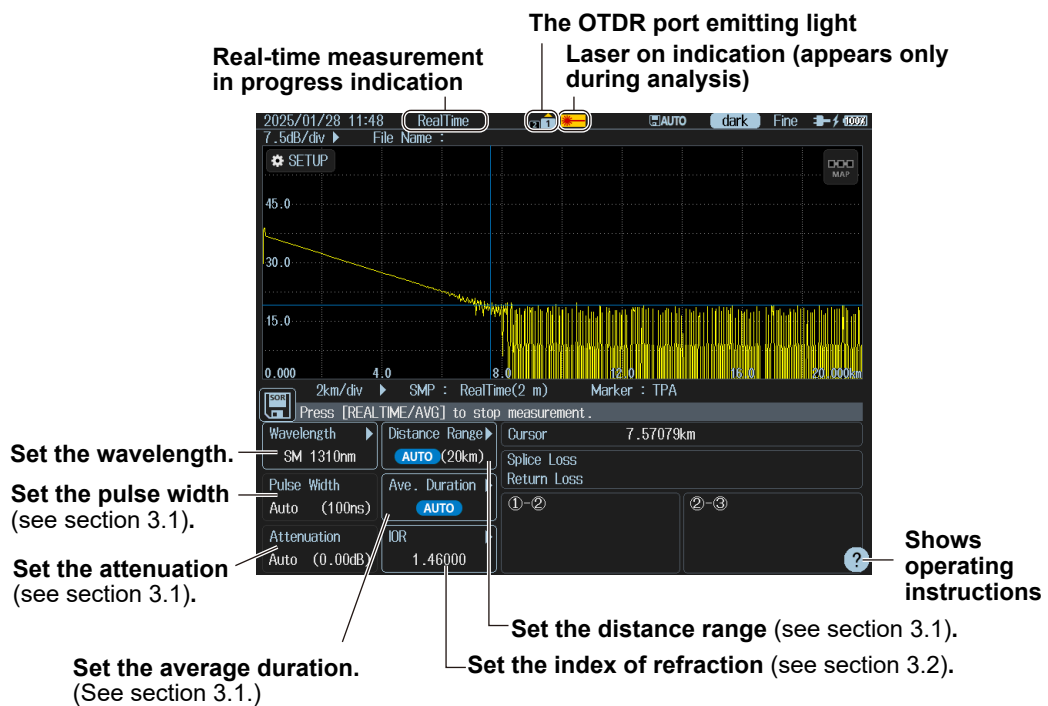 The OTDR port emitting light
Real-time measurement
in progress indication
Laser on indication (appears only
during analysis)
2025/01/28 11:48 RealTime 2 1 AUTO dark Fine 100%
7.5dB/div ▶ File Name :
SETUP
MAP
45.0
30.0
15.0
0.000 4.0 8.0 12.0 16.0 20.000km
2km/div ▶ SMP : RealTime(2 m) Marker : TPA
SOR
Press [REALTIME/AVG] to stop measurement.
Wavelength ▶ Distance Range▶ Cursor 7.57079km
SM 1310nm AUTO (20km)
Splice Loss
Return Loss
Pulse Width Ave. Duration ▶
Auto (100ns) AUTO
①-② ②-③
Attenuation IOR ▶
Auto (0.00dB) 1.46000
?
Set the wavelength.
Set the pulse width
(see section 3.1).
Set the attenuation
(see section 3.1).
Shows
operating
instructions
Set the distance range (see section 3.1).
Set the index of refraction (see section 3.2).
Set the average duration.
(See section 3.1.)